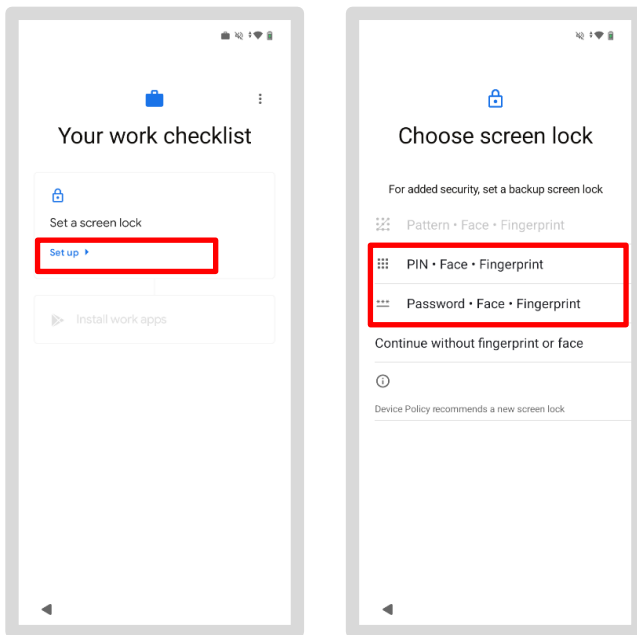 Your work checklist
Set a screen lock
Set up
Install work apps
Choose screen lock
For added security, set a backup screen lock
Pattern • Face • Fingerprint
PIN • Face • Fingerprint
Password • Face • Fingerprint
Continue without fingerprint or face
Device Policy recommends a new screen lock